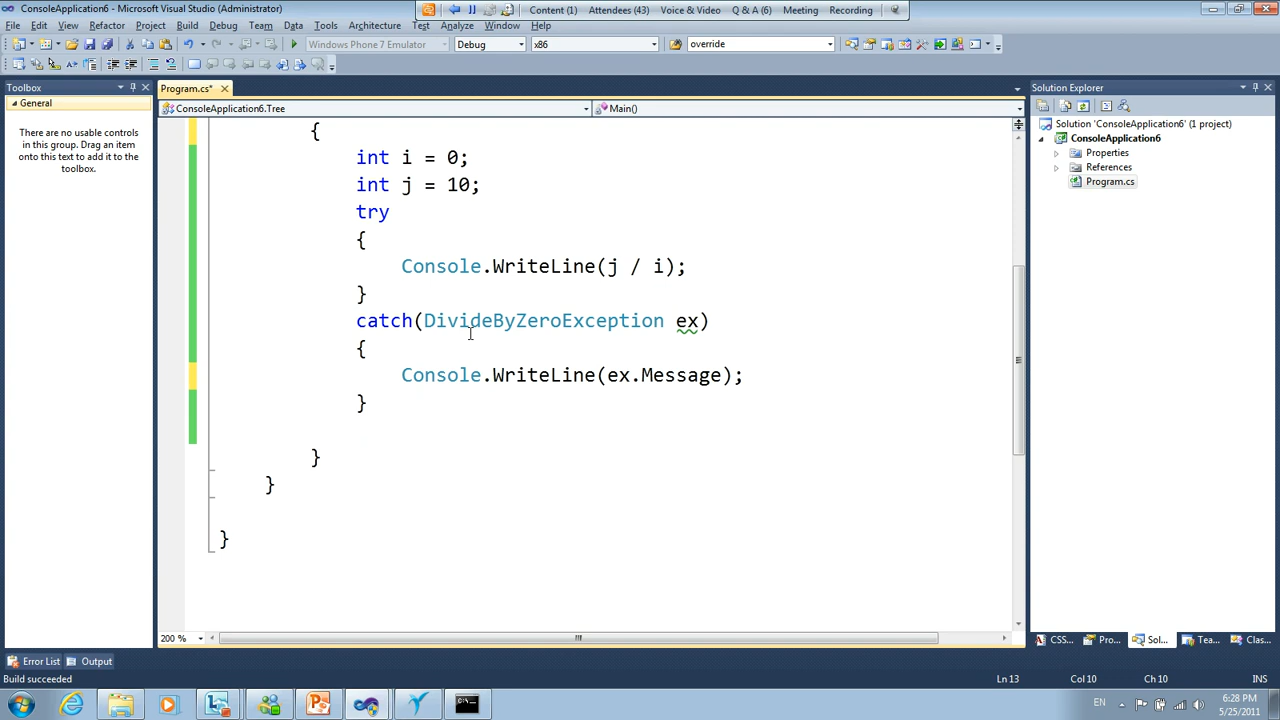 ConsoleApplication6 - Microsoft Visual Studio (Administrator)
Content (1) Attendees (43) Voice & Video Q & A (6) Meeting Recording
File Edit View Refactor Project Build Debug Team Data Tools Architecture Test Analyze Window Help
Windows Phone 7 Emulator Debug x86 override
Toolbox
General
There are no usable controls
in this group. Drag an item
onto this text to add it to the
toolbox.
Program.cs*
ConsoleApplication6.Tree Main()
{
int i = 0;
int j = 10;
try
{
Console.WriteLine(j / i);
}
catch(DivideByZeroException ex)
{
Console.WriteLine(ex.Message);
}
}
}
}
200 %
Solution Explorer
Solution 'ConsoleApplication6' (1 project)
ConsoleApplication6
Properties
References
Program.cs
CSS... Pro... Sol... Tea... Clas...
Error List Output
Build succeeded Ln 13 Col 10 Ch 10 INS
EN 6:28 PM
5/25/2011